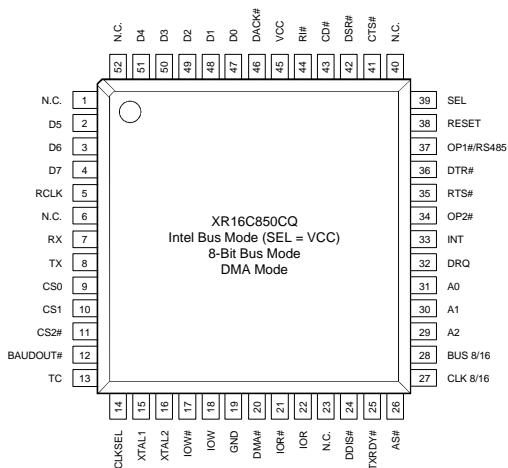 N.C.
D4
D3
D2
D1
D0
DACK#
VCC
RI#
CD#
DSR#
CTS#
N.C.
52
51
50
49
48
47
46
45
44
43
42
41
40
N.C. 1
D5 2
D6 3
D7 4
RCLK 5
N.C. 6
RX 7
TX 8
CS0 9
CS1 10
CS2# 11
BAUDOUT# 12
TC 13
XR16C850CQ
Intel Bus Mode (SEL = VCC)
8-Bit Bus Mode
DMA Mode
39 SEL
38 RESET
37 OP1#/RS485
36 DTR#
35 RTS#
34 OP2#
33 INT
32 DRQ
31 A0
30 A1
29 A2
28 BUS 8/16
27 CLK 8/16
14
15
16
17
18
19
20
21
22
23
24
25
26
CLKSEL
XTAL1
XTAL2
IOW#
IOW
GND
DMA#
IOR#
IOR
N.C.
DDIS#
TXRDY#
AS#